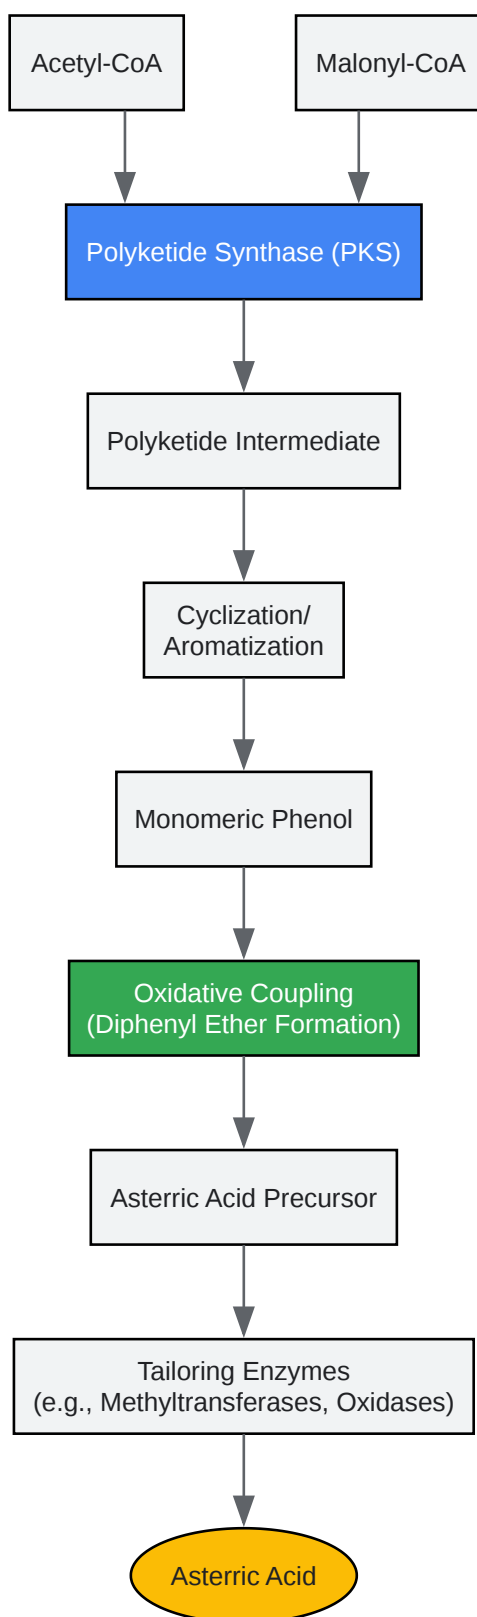 Acetyl-CoA
Malonyl-CoA
Polyketide Synthase (PKS)
Polyketide Intermediate
Cyclization/
Aromatization
Monomeric Phenol
Oxidative Coupling
(Diphenyl Ether Formation)
Asterric Acid Precursor
Tailoring Enzymes
(e.g., Methyltransferases, Oxidases)
Asterric Acid